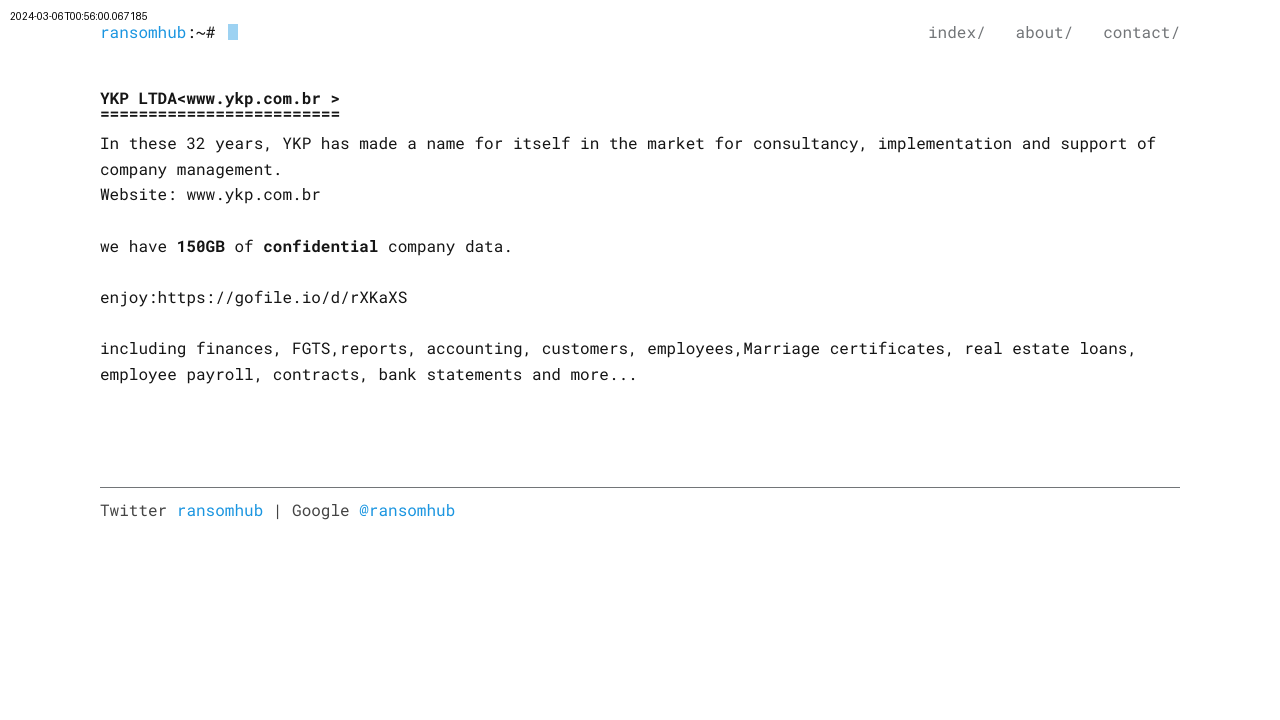 2024-03-06T00:56:00.067185
ransomhub:~#
index/ about/ contact/
YKP LTDA<www.ykp.com.br >
=========================
In these 32 years, YKP has made a name for itself in the market for consultancy, implementation and support of
company management.
Website: www.ykp.com.br
we have 150GB of confidential company data.
enjoy:https://gofile.io/d/rXKaXS
including finances, FGTS,reports, accounting, customers, employees,Marriage certificates, real estate loans,
employee payroll, contracts, bank statements and more...
Twitter ransomhub | Google @ransomhub